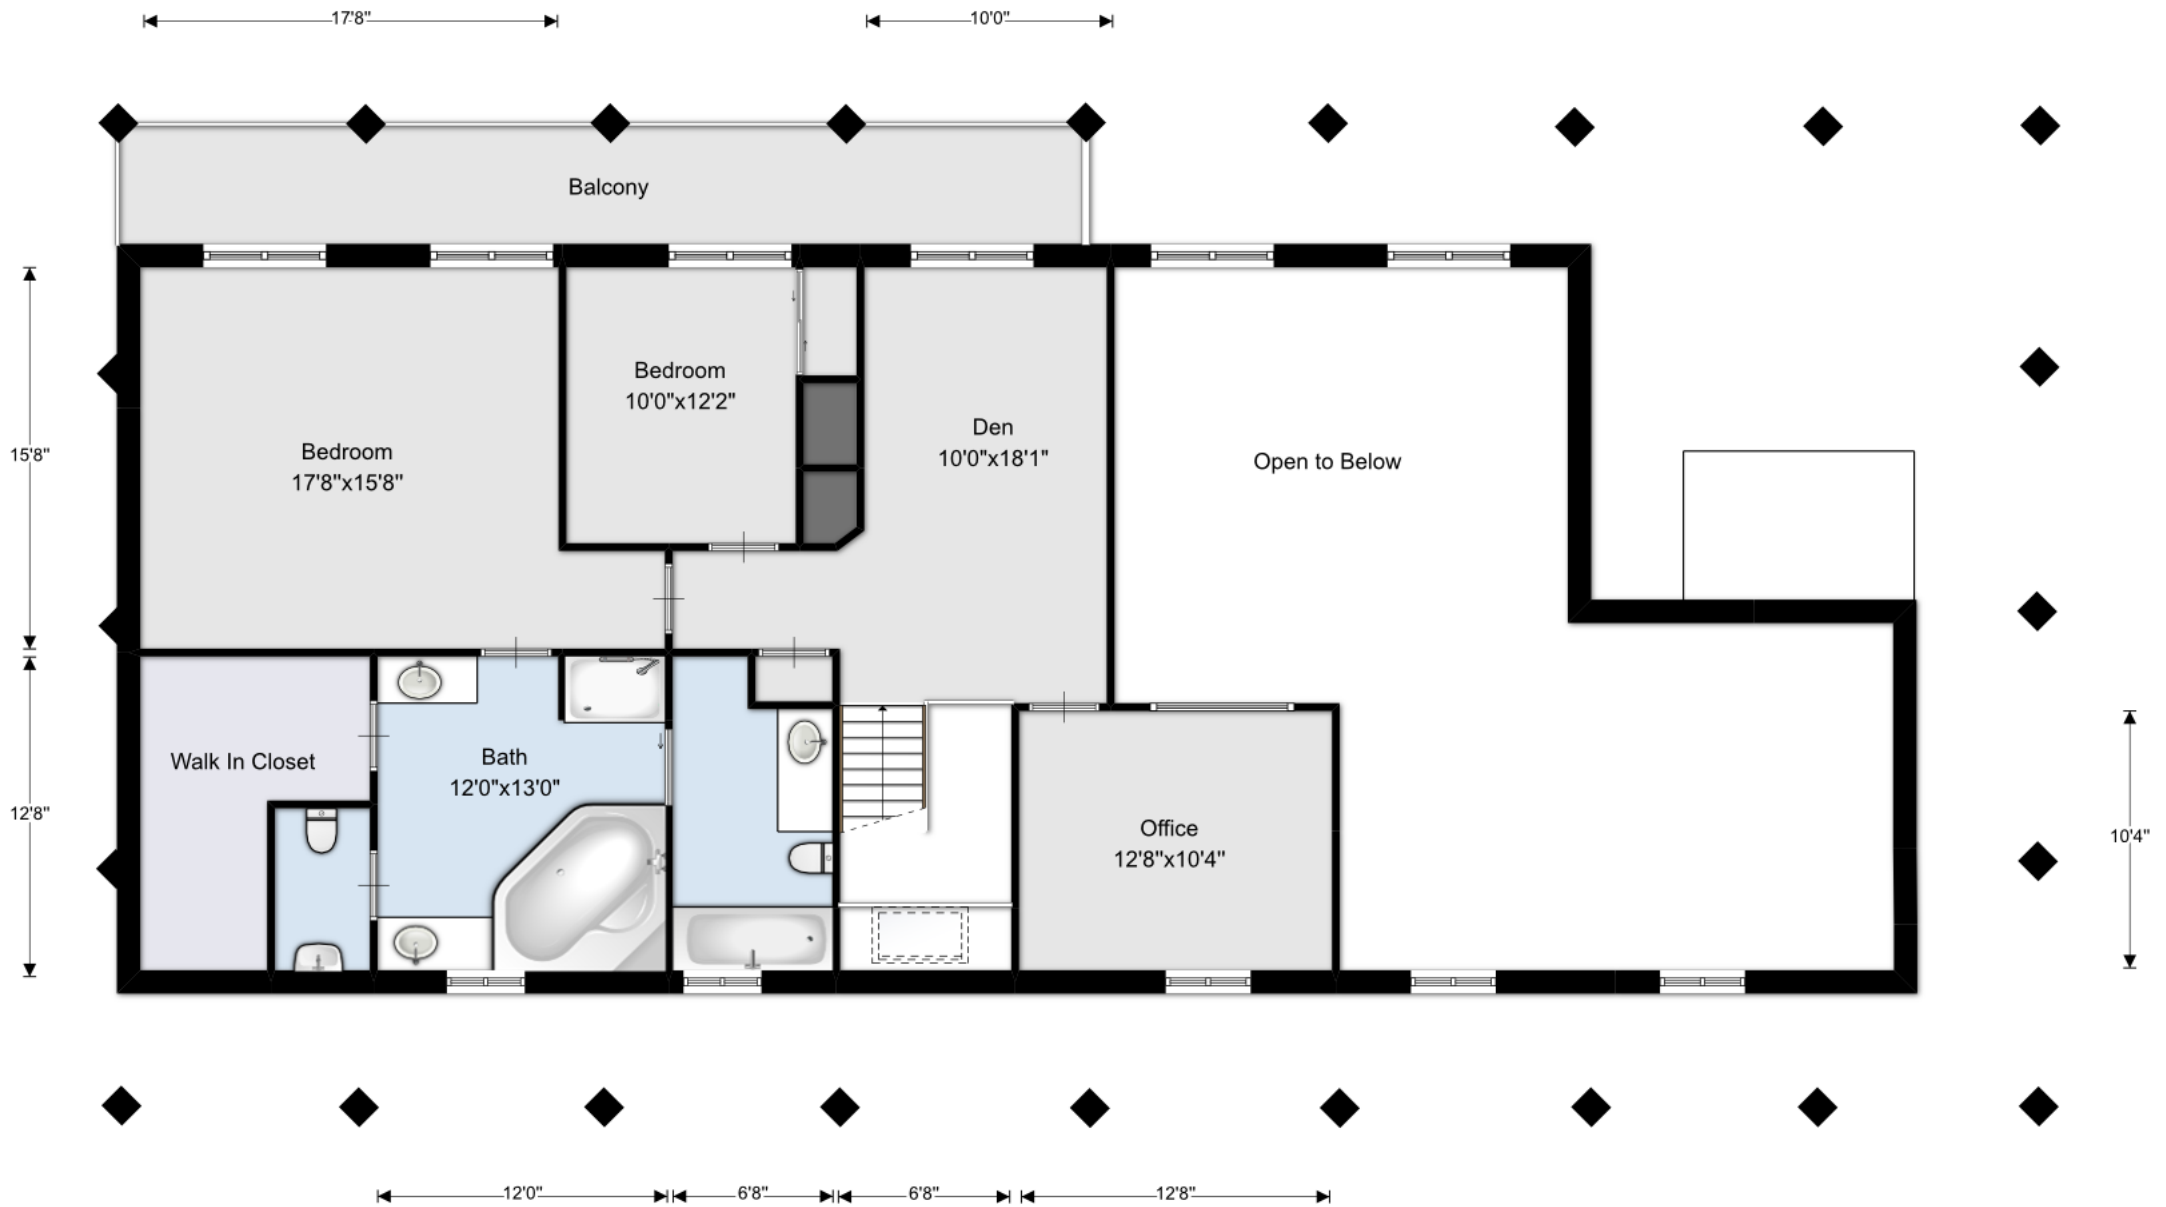 17'8"
10'0"
Balcony
Bedroom
10'0"x12'2"
Den
10'0"x18'1"
Bedroom
17'8"x15'8"
Open to Below
15'8"
Walk In Closet
Bath
12'0"x13'0"
12'8"
Office
12'8"x10'4"
10'4"
12'0"
6'8"
6'8"
12'8"